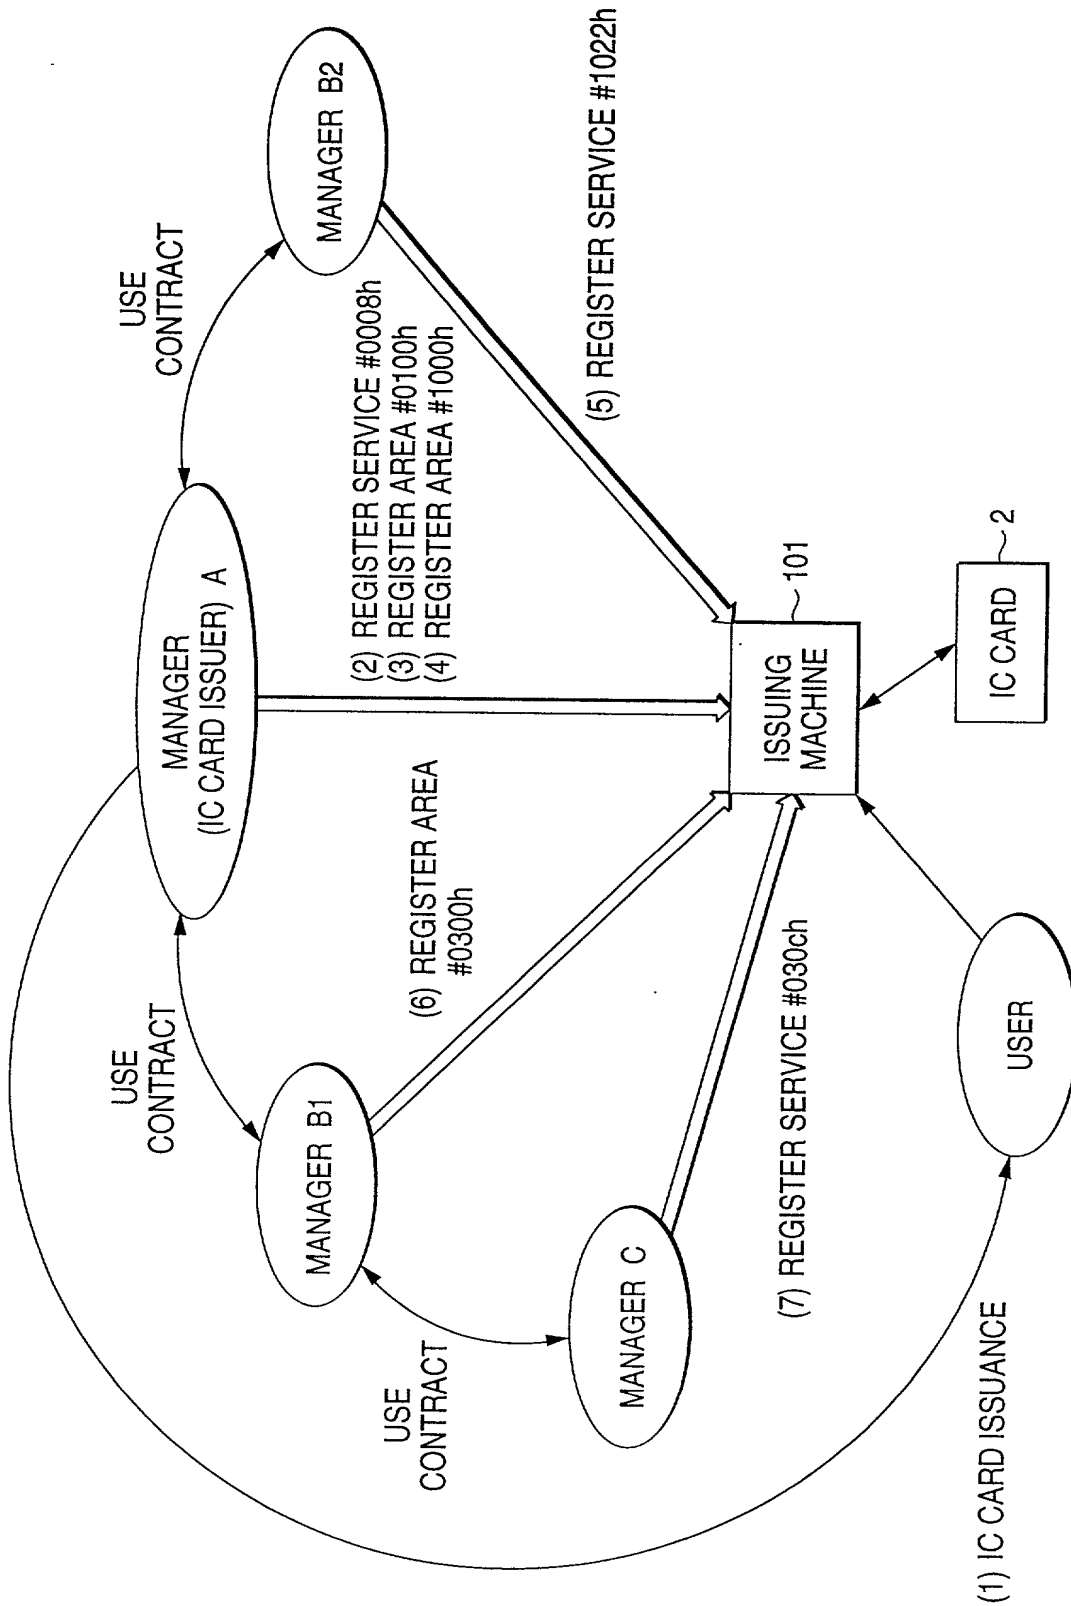 USE
CONTRACT
MANAGER B2
MANAGER
(IC CARD ISSUER) A
USE
CONTRACT
MANAGER B1
USE
CONTRACT
MANAGER C
(2) REGISTER SERVICE #0008h
(3) REGISTER AREA #0100h
(4) REGISTER AREA #1000h
(5) REGISTER SERVICE #1022h
(6) REGISTER AREA
#0300h
(7) REGISTER SERVICE #030ch
ISSUING
MACHINE
101
IC CARD
2
USER
(1) IC CARD ISSUANCE